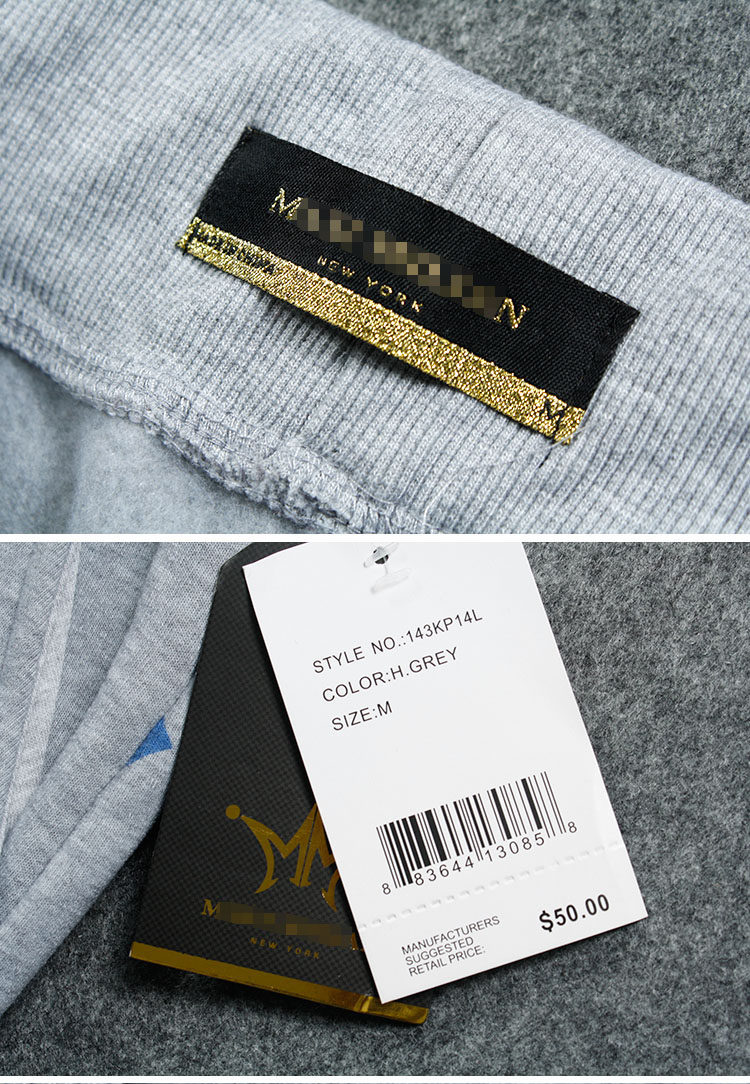 NEW YORK
M
STYLE NO.:143KP14L
COLOR:H.GREY
SIZE:M
8 83644 13085 8
MANUFACTURERS
SUGGESTED
RETAIL PRICE:
$50.00
MM
NEW YORK